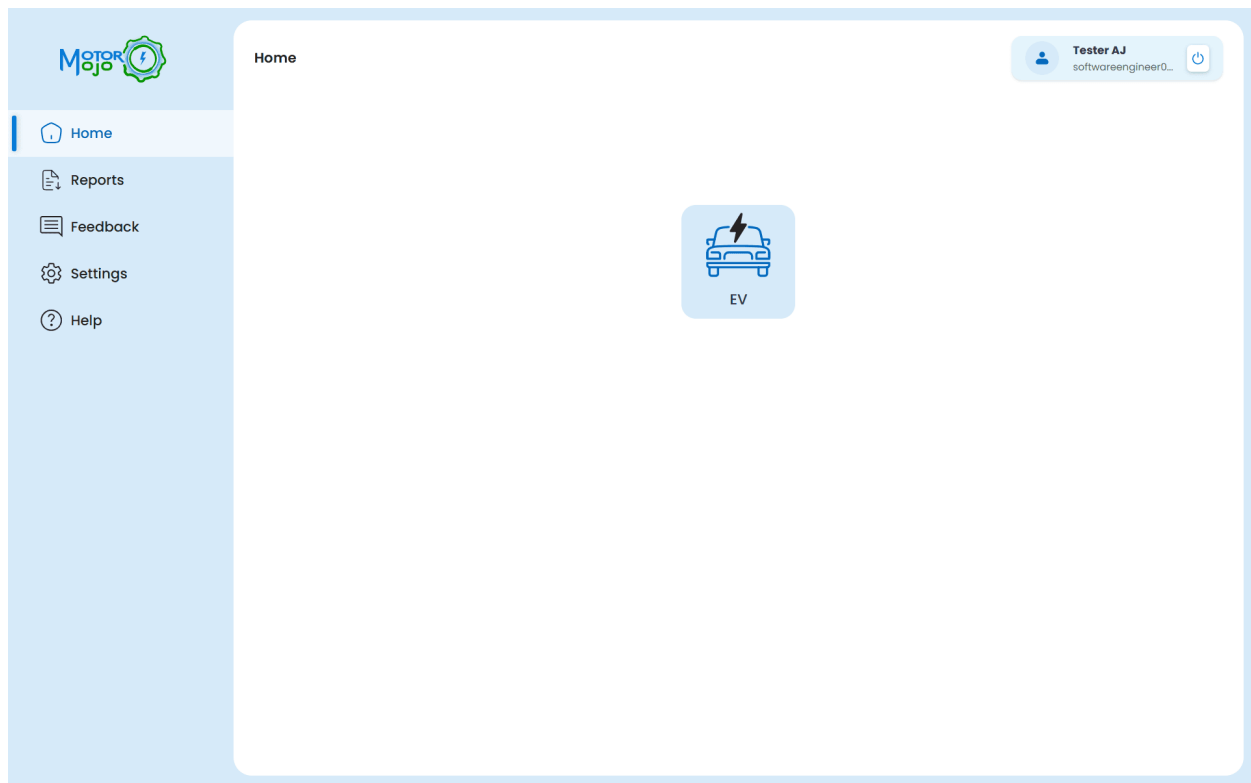 MOTOR
MOJO
Home
Tester AJ
softwareengineer0...
Home
Reports
Feedback
Settings
Help
EV